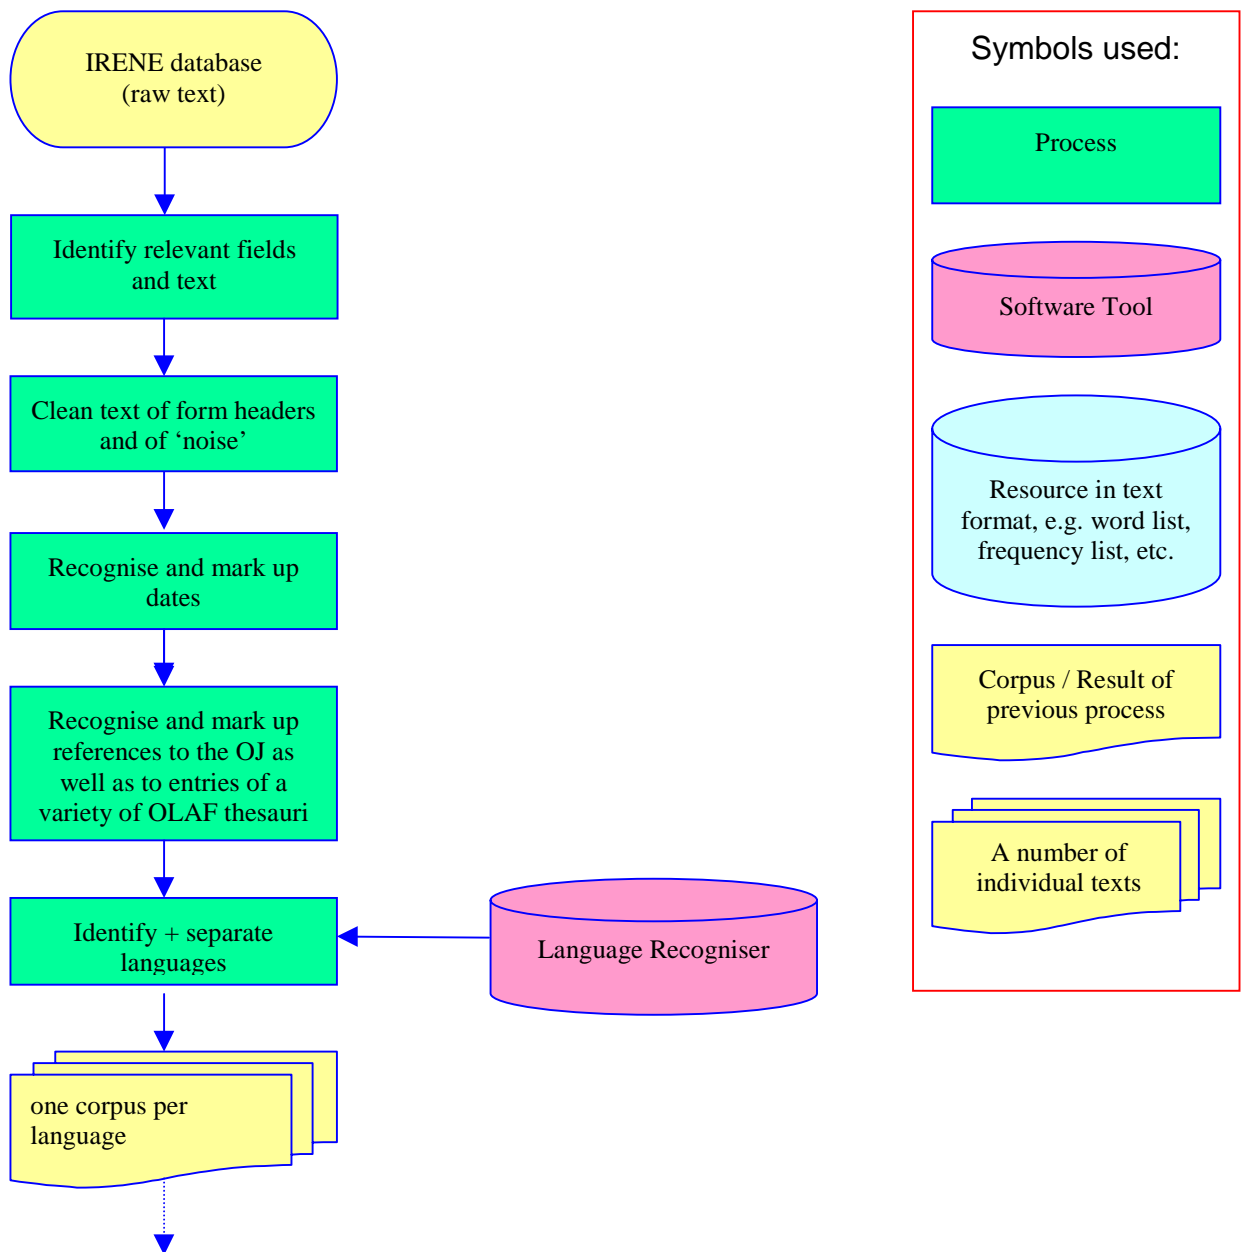 IRENE database
(raw text)
Identify relevant fields
and text
Clean text of form headers
and of ‘noise’
Recognise and mark up
dates
Recognise and mark up
references to the OJ as
well as to entries of a
variety of OLAF thesauri
Identify + separate
languages
Language Recogniser
one corpus per
language
Symbols used:
Process
Software Tool
Resource in text
format, e.g. word list,
frequency list, etc.
Corpus / Result of
previous process
A number of
individual texts